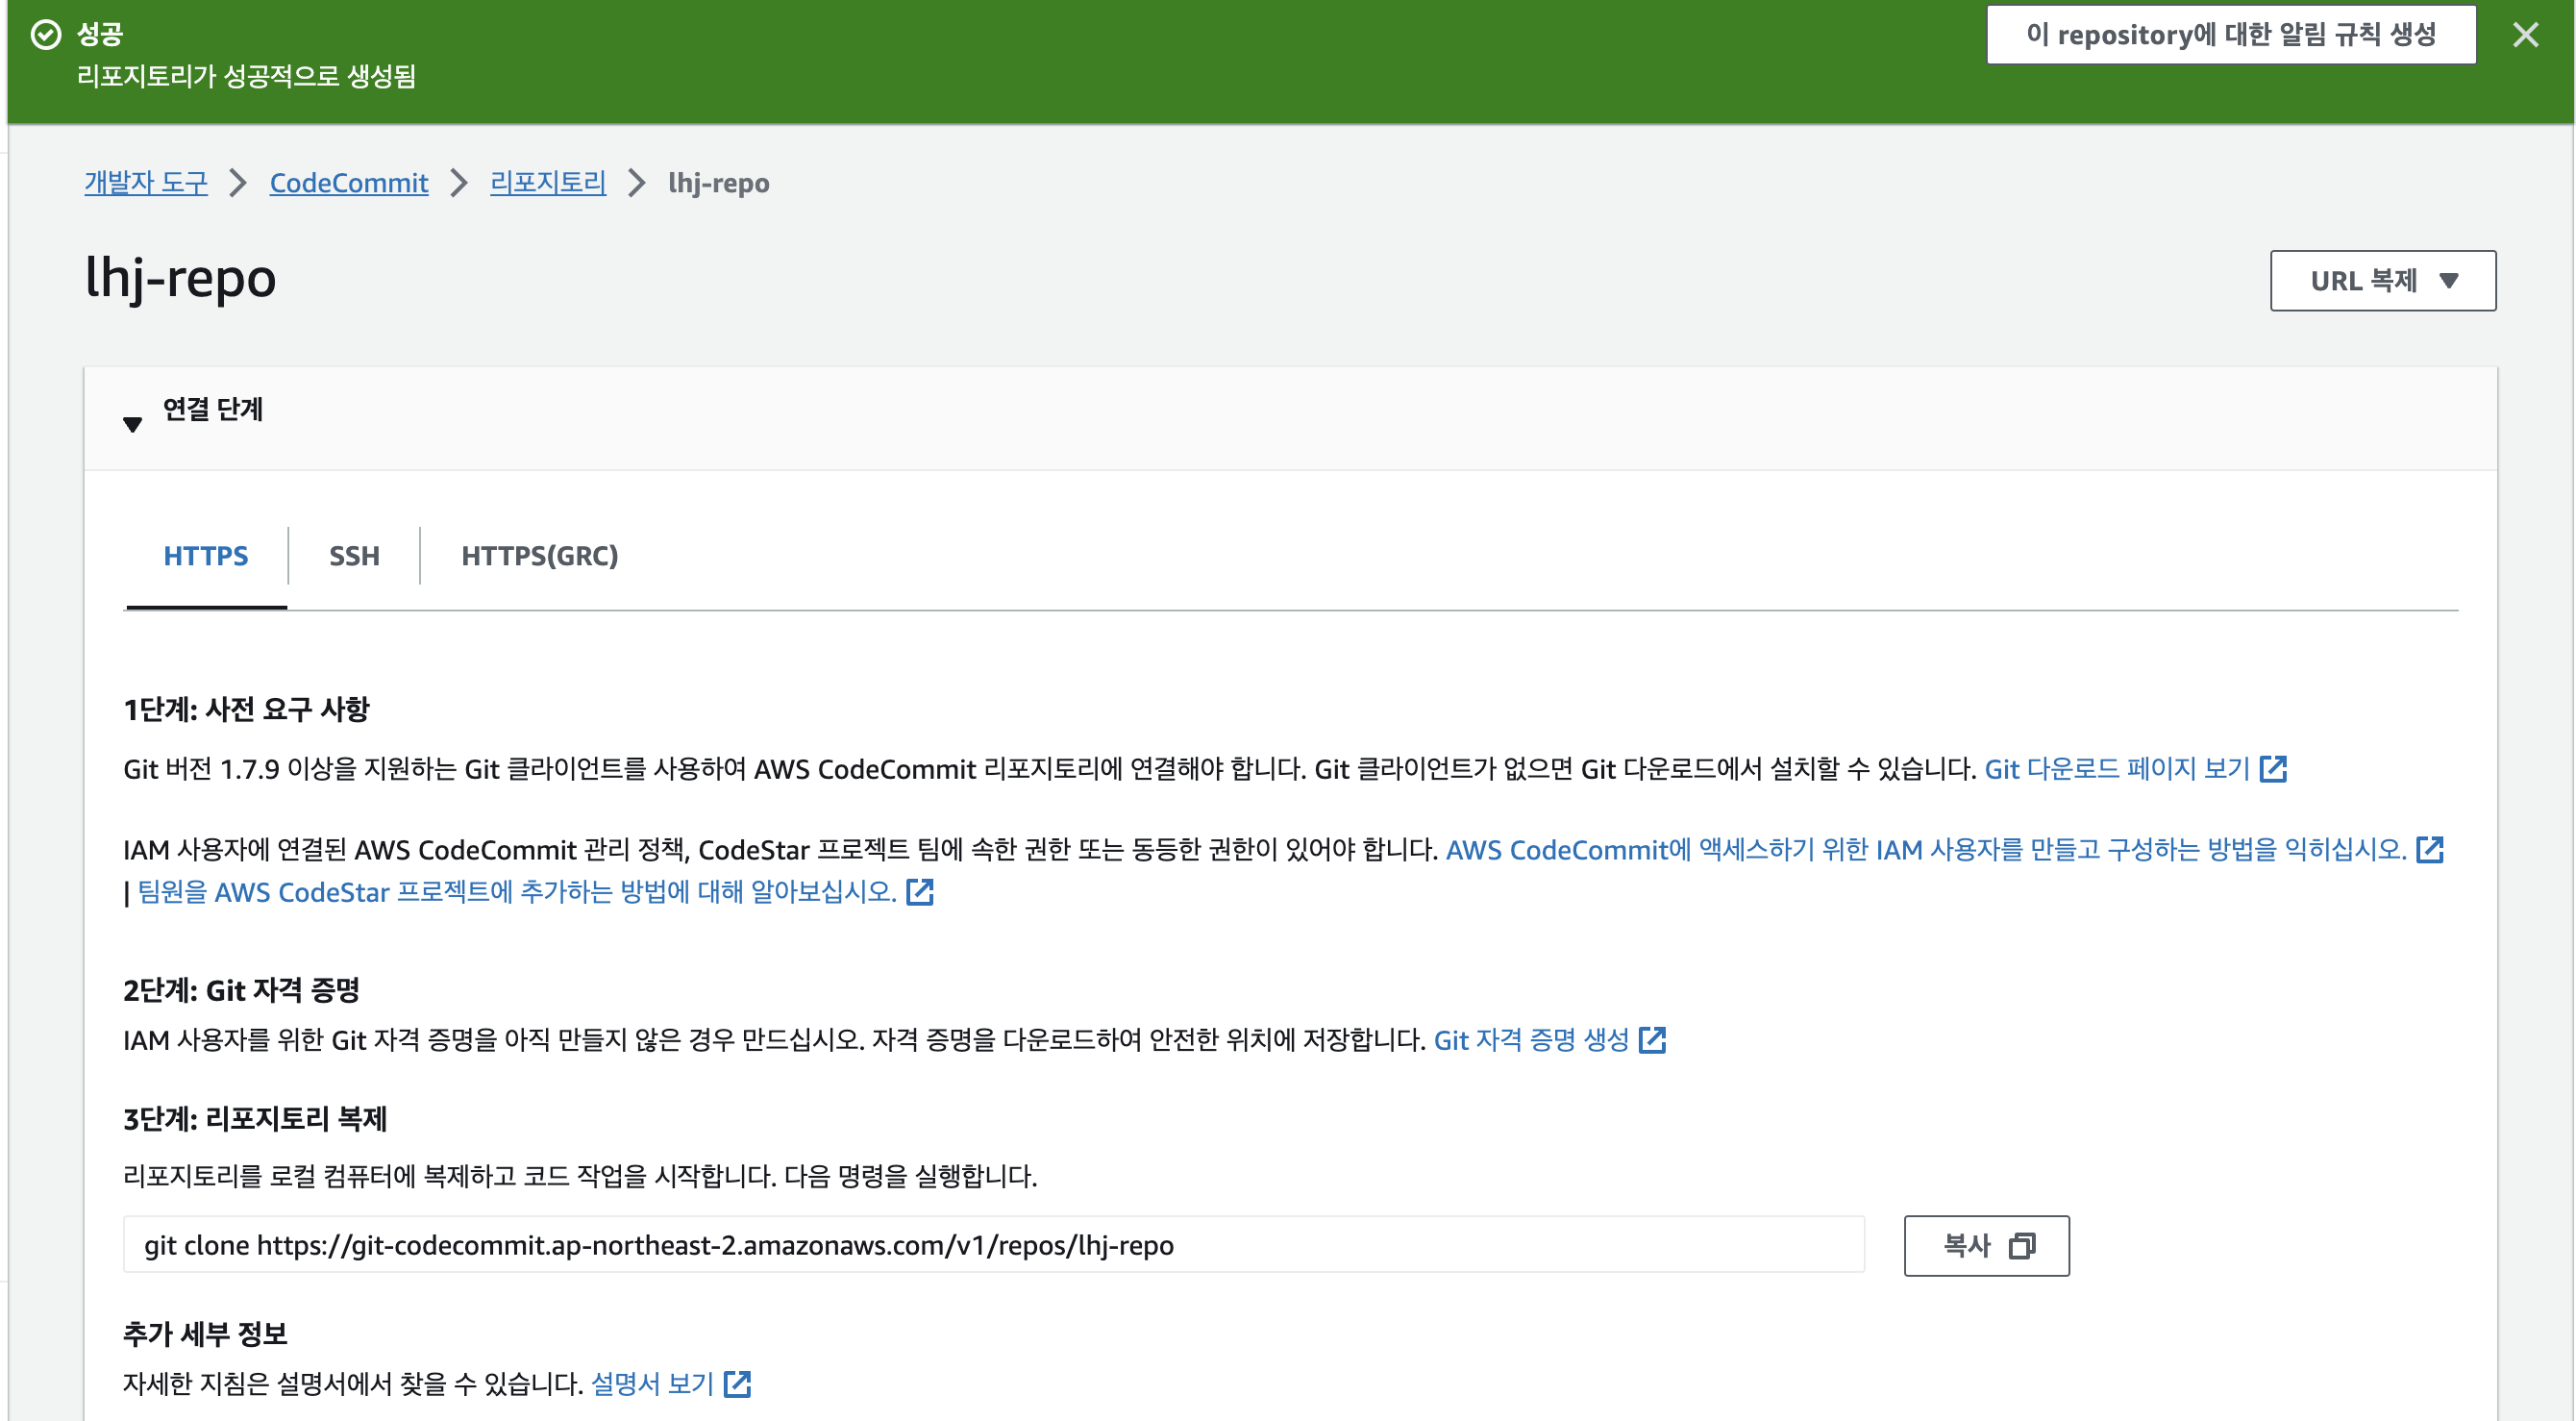 성공
이 repository에 대한 알림 규칙 생성
리포지토리가 성공적으로 생성됨
개발자 도구 > CodeCommit > 리포지토리 > lhj-repo
lhj-repo
URL 복제
연결 단계
HTTPS
SSH
HTTPS(GRC)
1단계: 사전 요구 사항
Git 버전 1.7.9 이상을 지원하는 Git 클라이언트를 사용하여 AWS CodeCommit 리포지토리에 연결해야 합니다. Git 클라이언트가 없으면 Git 다운로드에서 설치할 수 있습니다. Git 다운로드 페이지 보기
IAM 사용자에 연결된 AWS CodeCommit 관리 정책, CodeStar 프로젝트 팀에 속한 권한 또는 동등한 권한이 있어야 합니다. AWS CodeCommit에 액세스하기 위한 IAM 사용자를 만들고 구성하는 방법을 익히십시오.
| 팀원을 AWS CodeStar 프로젝트에 추가하는 방법에 대해 알아보십시오.
2단계: Git 자격 증명
IAM 사용자를 위한 Git 자격 증명을 아직 만들지 않은 경우 만드십시오. 자격 증명을 다운로드하여 안전한 위치에 저장합니다. Git 자격 증명 생성
3단계: 리포지토리 복제
리포지토리를 로컬 컴퓨터에 복제하고 코드 작업을 시작합니다. 다음 명령을 실행합니다.
git clone https://git-codecommit.ap-northeast-2.amazonaws.com/v1/repos/lhj-repo
복사
추가 세부 정보
자세한 지침은 설명서에서 찾을 수 있습니다. 설명서 보기